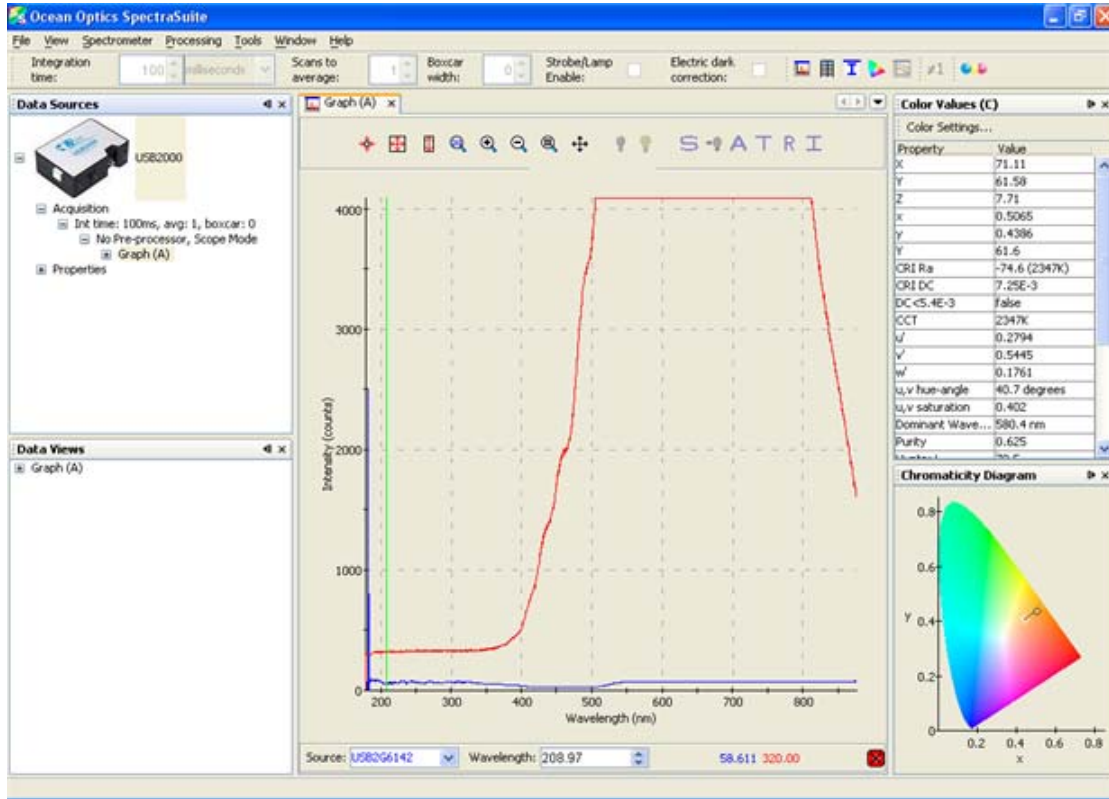 Ocean Optics SpectraSuite
File View Spectrometer Processing Tools Window Help
Integration time: 100 milliseconds Scans to average: 1 Boxcar width: 0 Strobe/Lamp Enable: Electric dark correction:
Data Sources
USB2000
Acquisition
Int time: 100ms, avg: 1, boxcar: 0
No Pre-processor, Scope Mode
Graph (A)
Properties
Data Views
Graph (A)
Graph (A)
S A T R I
4000
3000
2000
1000
0
Intensity (counts)
200 300 400 500 600 700 800
Wavelength (nm)
Source: USB2G6142 Wavelength: 208.97 58.611 320.00
Color Values (C)
Color Settings...
Property Value
X 71.11
Y 61.58
Z 7.71
x 0.5065
y 0.4386
Y 61.6
CRI Ra -74.6 (2347K)
CRI DC 7.25E-3
DC<5.4E-3 false
CCT 2347K
u' 0.2794
v' 0.5445
w' 0.1761
u,v hue-angle 40.7 degrees
u,v saturation 0.402
Dominant Wave... 580.4 nm
Purity 0.625
Chromaticity Diagram
0.8
0.6
Y 0.4
0.2
0
0.2 0.4 0.6 0.8
x